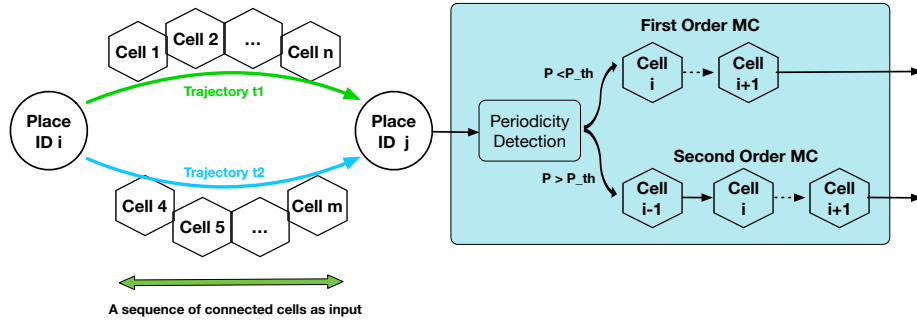 Cell 1
Cell 2
...
Cell n
Trajectory t1
Place
ID i
Place
ID j
Trajectory t2
Cell 4
Cell 5
...
Cell m
A sequence of connected cells as input
First Order MC
P <P_th
Cell
i
Cell
i+1
Periodicity
Detection
Second Order MC
P > P_th
Cell
i-1
Cell
i
Cell
i+1